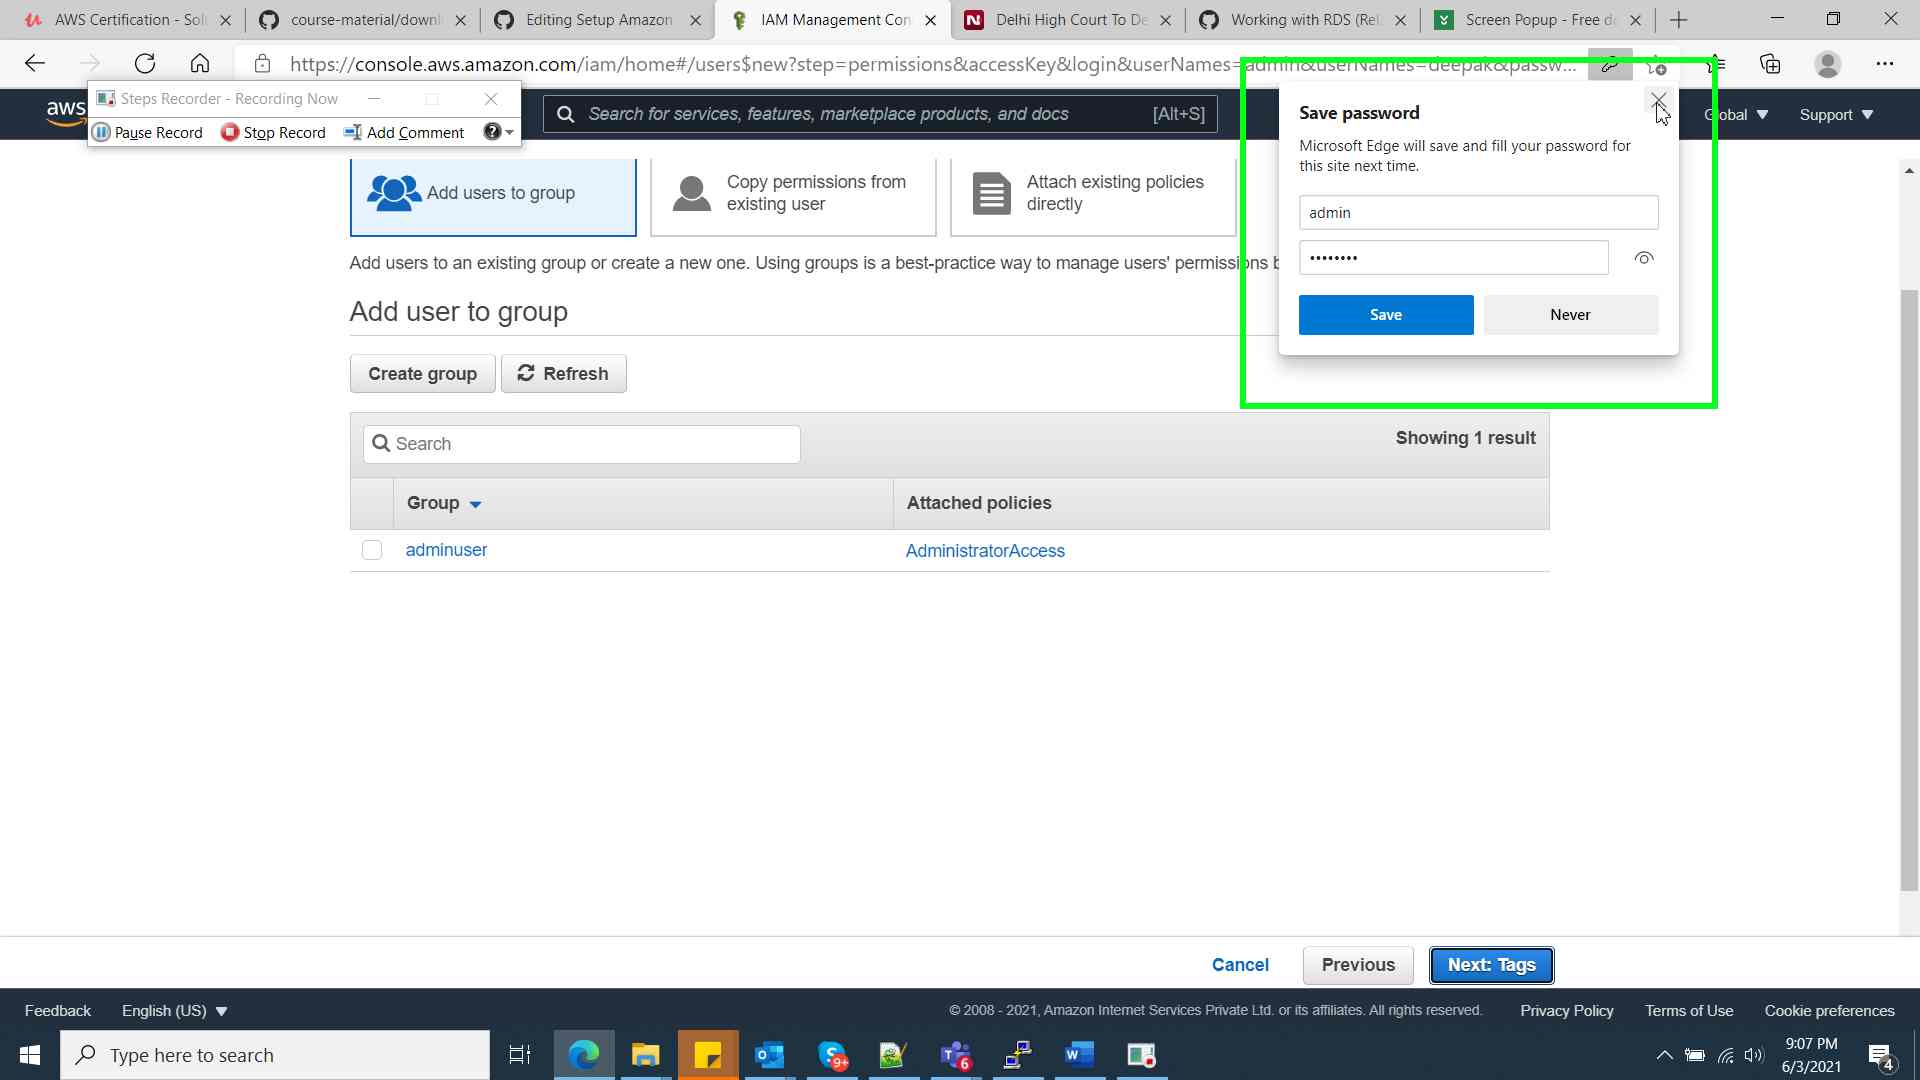 AWS Certification - Sol
course-material/downl
Editing Setup Amazon
IAM Management Con
Delhi High Court To De
Working with RDS (Rel
Screen Popup - Free de
https://console.aws.amazon.com/iam/home#/users$new?step=permissions&accessKey&login&userNames=admin&userNames=deepak&passw...
Steps Recorder - Recording Now
Pause Record
Stop Record
Add Comment
aws
Search for services, features, marketplace products, and docs
[Alt+S]
Global
Support
Save password
Microsoft Edge will save and fill your password for
this site next time.
admin
••••••••
Save
Never
Add users to group
Copy permissions from
existing user
Attach existing policies
directly
Add users to an existing group or create a new one. Using groups is a best-practice way to manage users' permissions b
Add user to group
Create group
Refresh
Search
Showing 1 result
Group
Attached policies
adminuser
AdministratorAccess
Cancel
Previous
Next: Tags
Feedback
English (US)
© 2008 - 2021, Amazon Internet Services Private Ltd. or its affiliates. All rights reserved.
Privacy Policy
Terms of Use
Cookie preferences
Type here to search
9+
6
9:07 PM
6/3/2021
4